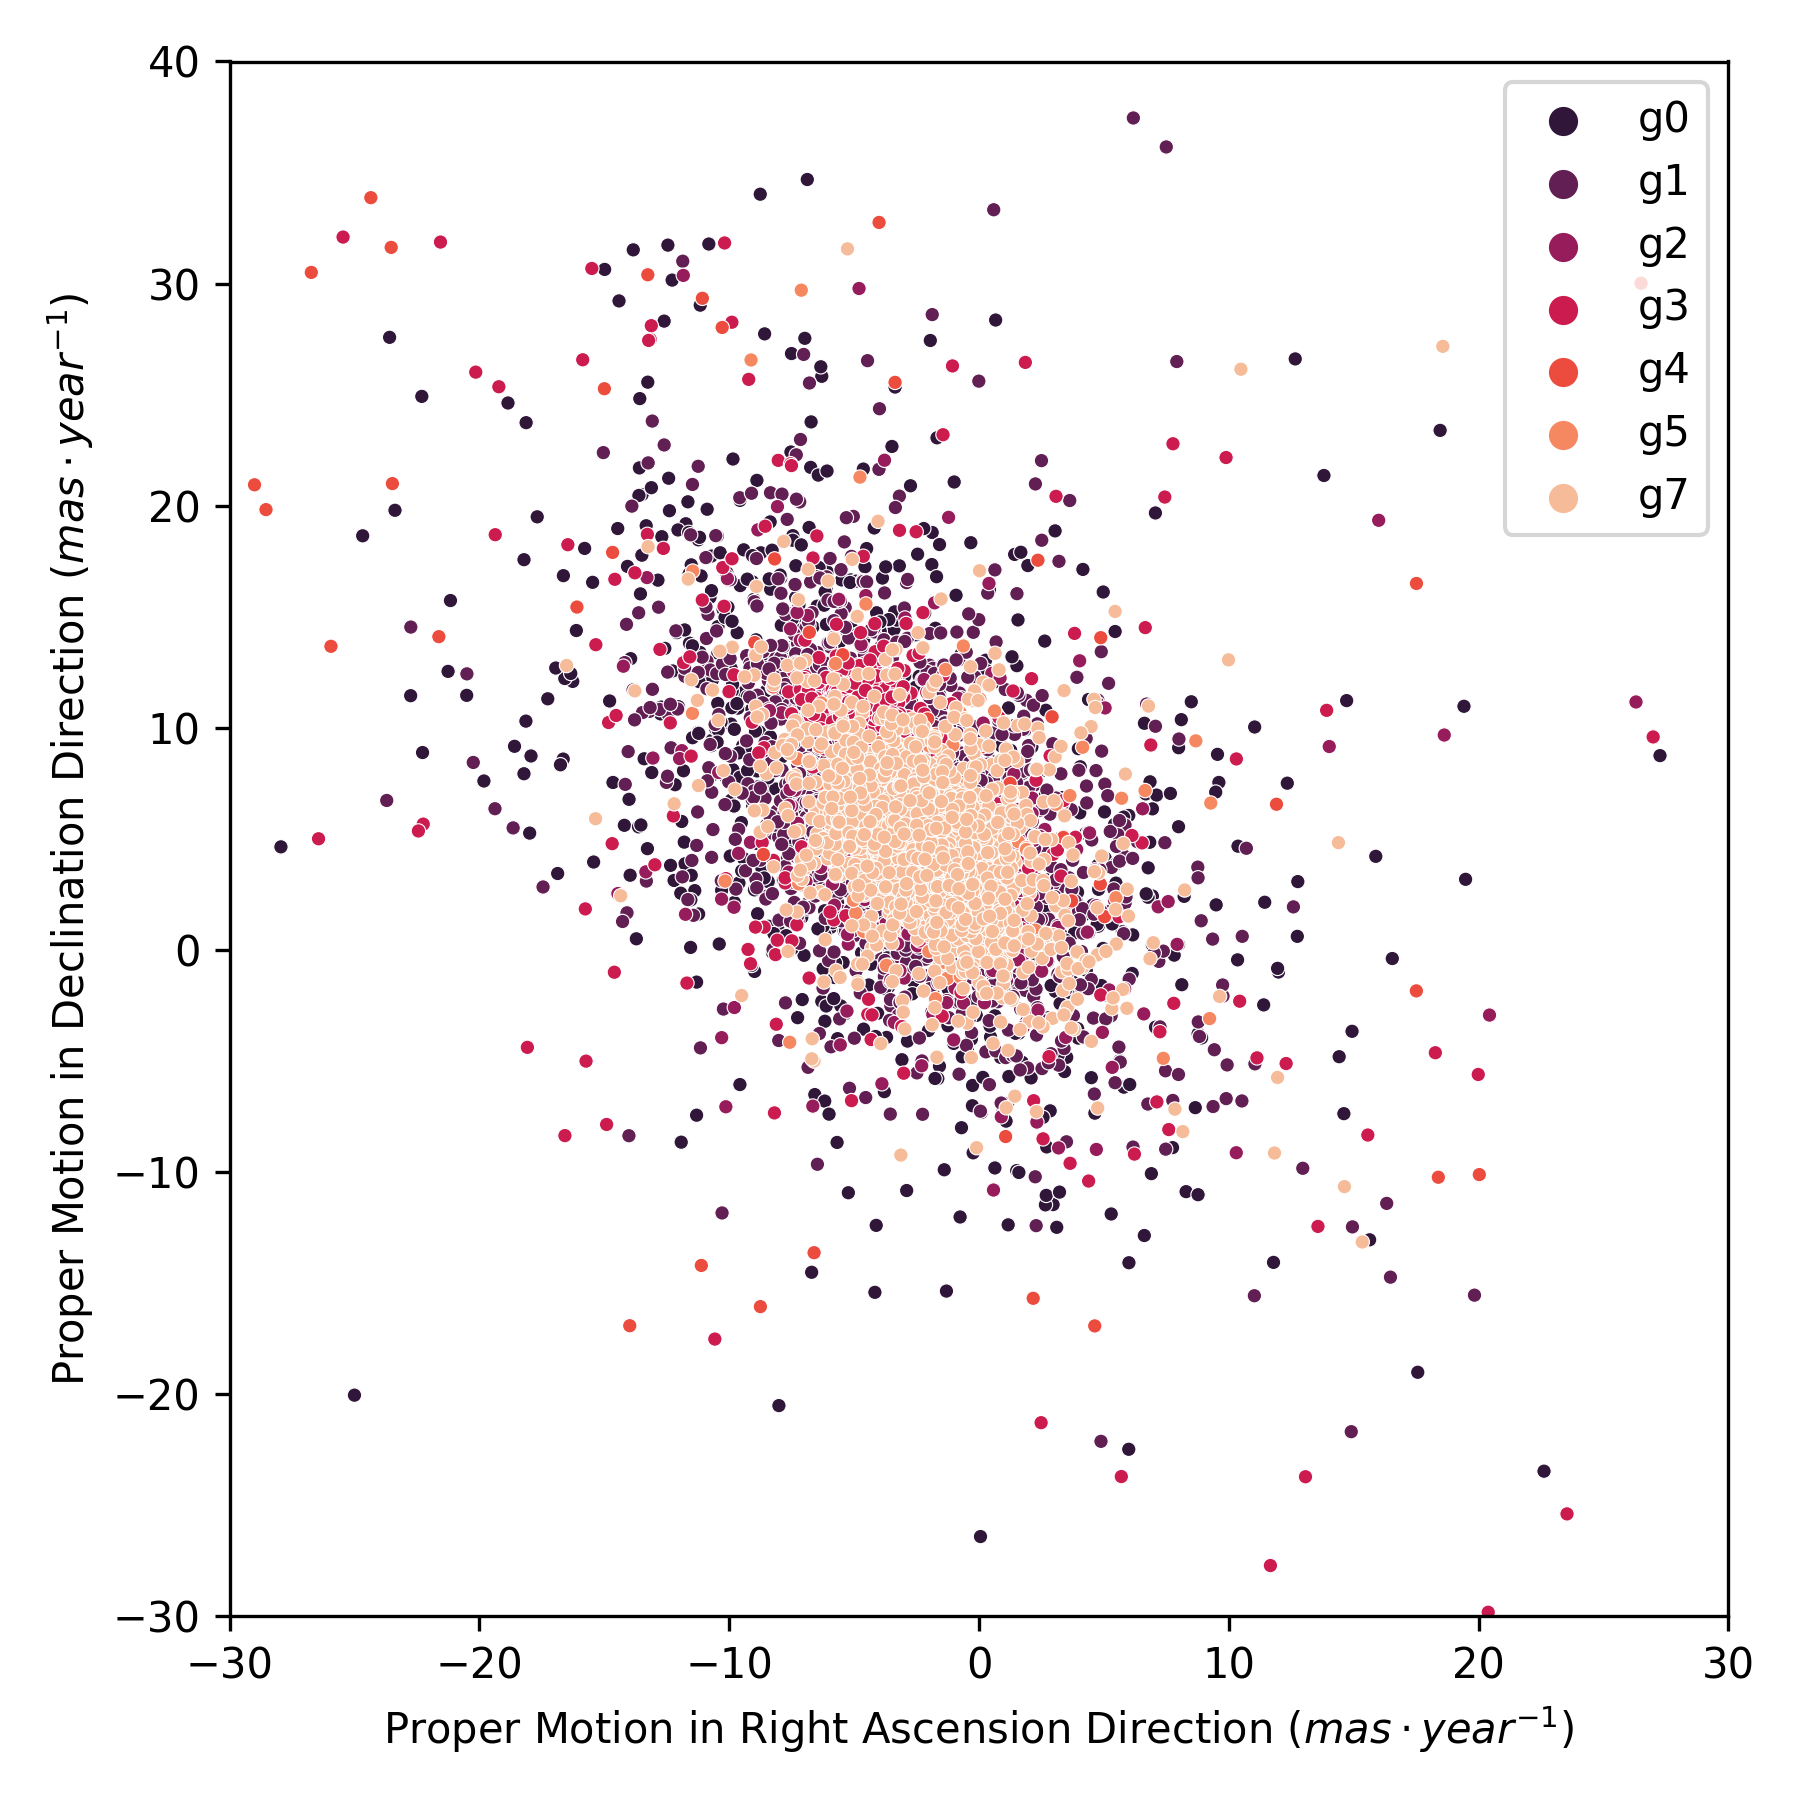 40
30
20
10
0
−10
−20
−30
−30
−20
−10
0
10
20
30
Proper Motion in Declination Direction (mas · year⁻¹)
Proper Motion in Right Ascension Direction (mas · year⁻¹)
g0
g1
g2
g3
g4
g5
g7